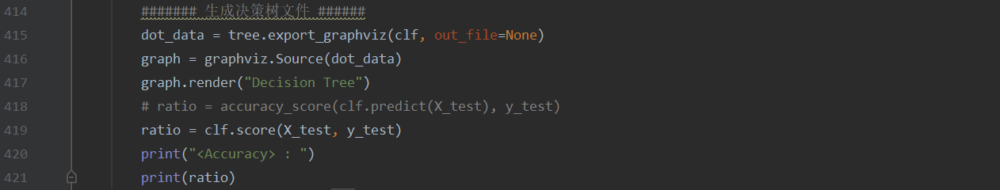 414 ####### 生成决策树文件 ######
415 dot_data = tree.export_graphviz(clf, out_file=None)
416 graph = graphviz.Source(dot_data)
417 graph.render("Decision Tree")
418 # ratio = accuracy_score(clf.predict(X_test), y_test)
419 ratio = clf.score(X_test, y_test)
420 print("<Accuracy> : ")
421 print(ratio)